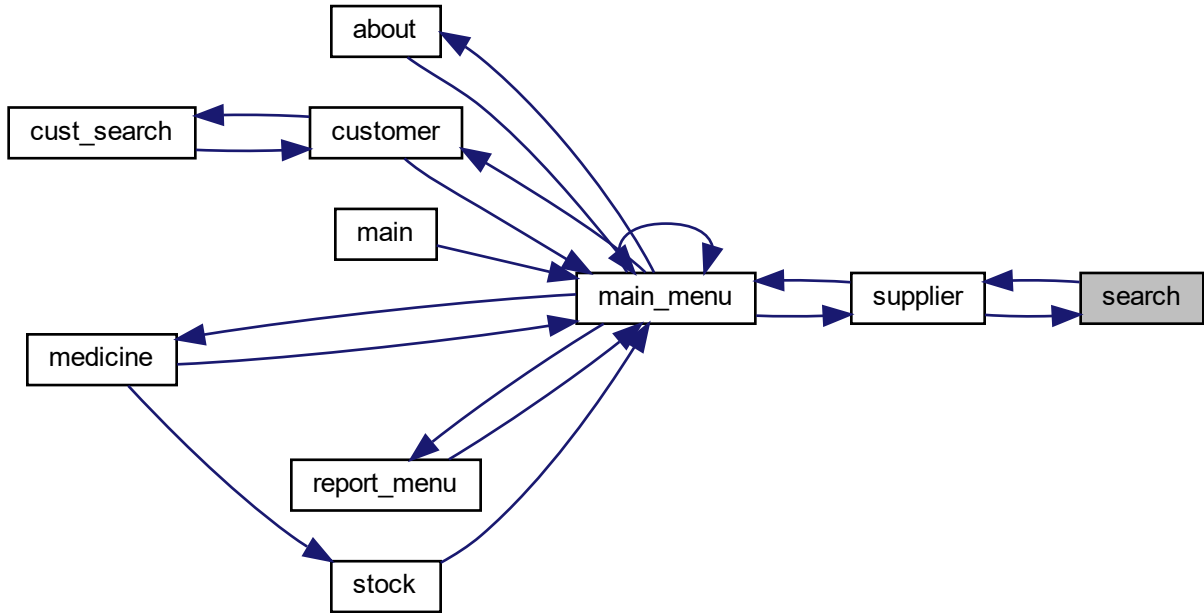 about
cust_search
customer
main
main_menu
supplier
search
medicine
report_menu
stock